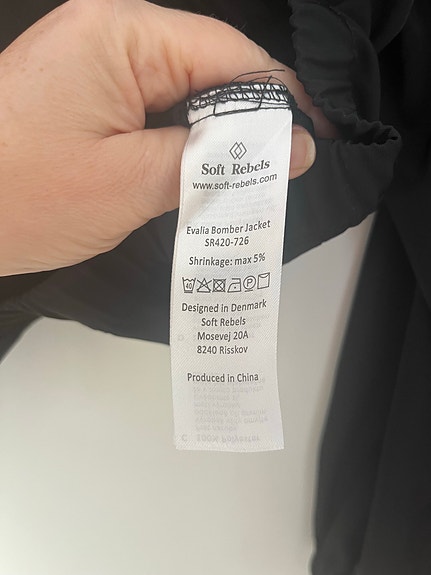 Soft Rebels
www.soft-rebels.com
Evalia Bomber Jacket
SR420-726
Shrinkage: max 5%
40 P
Designed in Denmark
Soft Rebels
Mosevej 20A
8240 Risskov
Produced in China